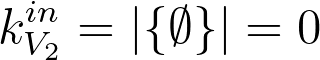 $k_{V_2}^{in} = |\{\emptyset\}| = 0$